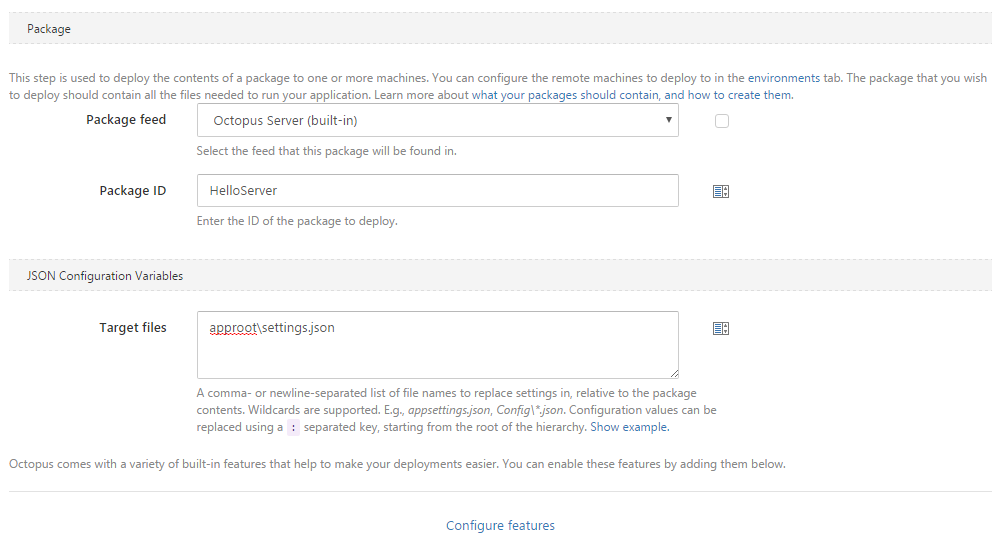 Package
This step is used to deploy the contents of a package to one or more machines. You can configure the remote machines to deploy to in the environments tab. The package that you wish
to deploy should contain all the files needed to run your application. Learn more about what your packages should contain, and how to create them.
Package feed
Octopus Server (built-in)
Select the feed that this package will be found in.
Package ID
HelloServer
Enter the ID of the package to deploy.
JSON Configuration Variables
Target files
approot\settings.json
A comma- or newline-separated list of file names to replace settings in, relative to the package
contents. Wildcards are supported. E.g., appsettings.json, Config\*.json. Configuration values can be
replaced using a : separated key, starting from the root of the hierarchy. Show example.
Octopus comes with a variety of built-in features that help to make your deployments easier. You can enable these features by adding them below.
Configure features